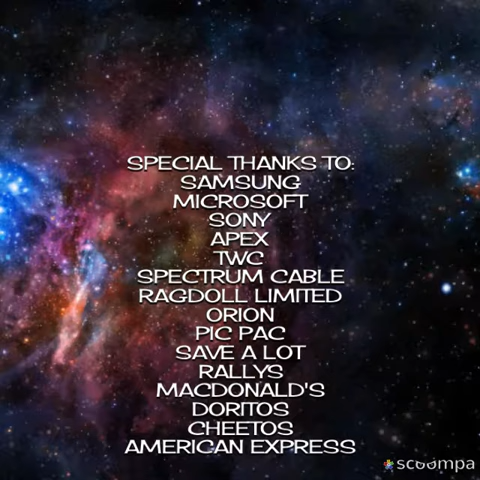 SPECIAL THANKS TO:
SAMSUNG
MICROSOFT
SONY
APEX
TWC
SPECTRUM CABLE
RAGDOLL LIMITED
ORION
PIC PAC
SAVE A LOT
RALLYS
MACDONALD'S
DORITOS
CHEETOS
AMERICAN EXPRESS
scoompa